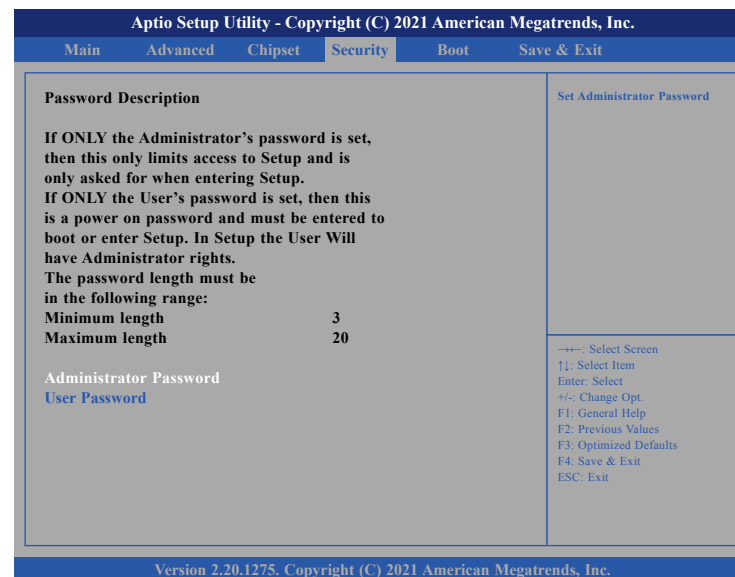 Aptio Setup Utility - Copyright (C) 2021 American Megatrends, Inc.
Main Advanced Chipset Security Boot Save & Exit
Password Description
If ONLY the Administrator's password is set,
then this only limits access to Setup and is
only asked for when entering Setup.
If ONLY the User's password is set, then this
is a power on password and must be entered to
boot or enter Setup. In Setup the User Will
have Administrator rights.
The password length must be
in the following range:
Minimum length 3
Maximum length 20
Administrator Password
User Password
Set Administrator Password
→←: Select Screen
↑↓: Select Item
Enter: Select
+/-: Change Opt.
F1: General Help
F2: Previous Values
F3: Optimized Defaults
F4: Save & Exit
ESC: Exit
Version 2.20.1275. Copyright (C) 2021 American Megatrends, Inc.